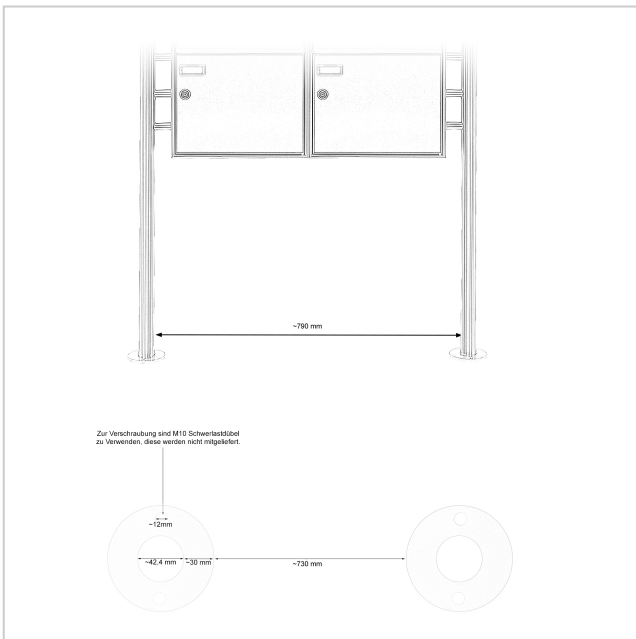 ~790 mm
Zur Verschraubung sind M10 Schwerlastdübel
zu Verwenden, diese werden nicht mitgeliefert.
~12mm
~42,4 mm
~30 mm
~730 mm